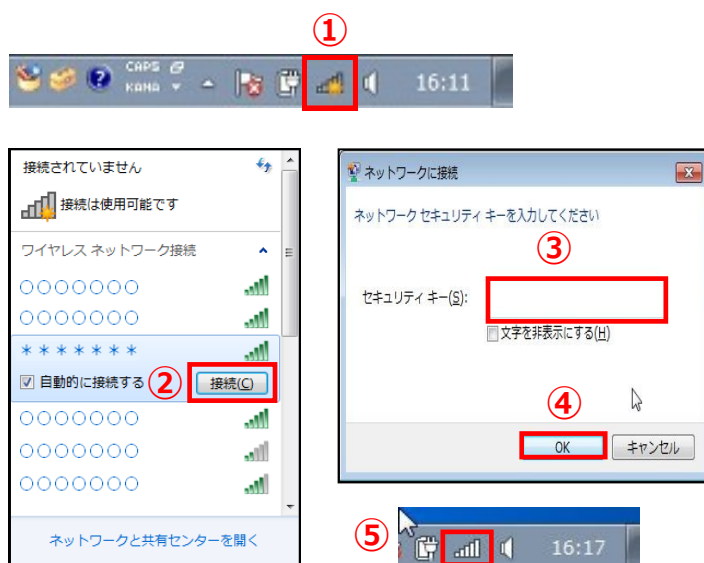 ①
CAPS
KANA
16:11
接続されていません
接続は使用可能です
ワイヤレス ネットワーク接続
○○○○○○○
○○○○○○○
*******
自動的に接続する ② 接続(C)
○○○○○○○
○○○○○○○
○○○○○○○
ネットワークと共有センターを開く
ネットワークに接続
ネットワーク セキュリティ キーを入力してください
③
セキュリティ キー(S):
文字を非表示にする(H)
④
OK キャンセル
⑤
16:17